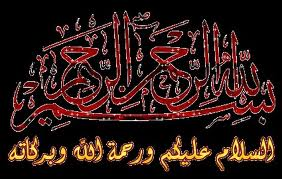 بسم الله الرحمن الرحيم
السلام عليكم ورحمة الله وبركاته